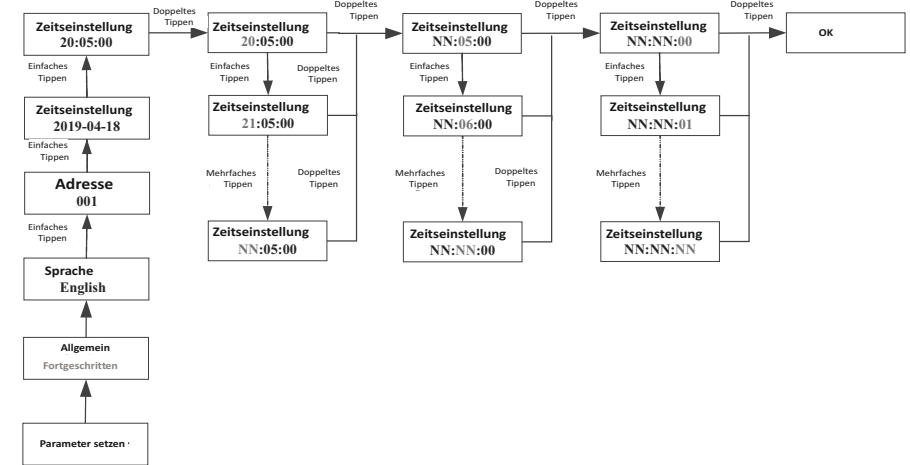 Doppeltes
Tippen
Doppeltes
Tippen
Doppeltes
Tippen
Doppeltes
Tippen
Zeitseinstellung
20:05:00
Zeitseinstellung
20:05:00
Zeitseinstellung
NN:05:00
Zeitseinstellung
NN:NN:00
OK
Einfaches
Tippen
Einfaches
Tippen
Doppeltes
Tippen
Einfaches
Tippen
Einfaches
Tippen
Zeitseinstellung
2019-04-18
Zeitseinstellung
21:05:00
Zeitseinstellung
NN:06:00
Zeitseinstellung
NN:NN:01
Einfaches
Tippen
Mehrfaches
Tippen
Doppeltes
Tippen
Mehrfaches
Tippen
Doppeltes
Tippen
Mehrfaches
Tippen
Adresse
001
Einfaches
Tippen
Zeitseinstellung
NN:05:00
Zeitseinstellung
NN:NN:00
Zeitseinstellung
NN:NN:NN
Sprache
English
Allgemein
Fortgeschritten
Parameter setzen